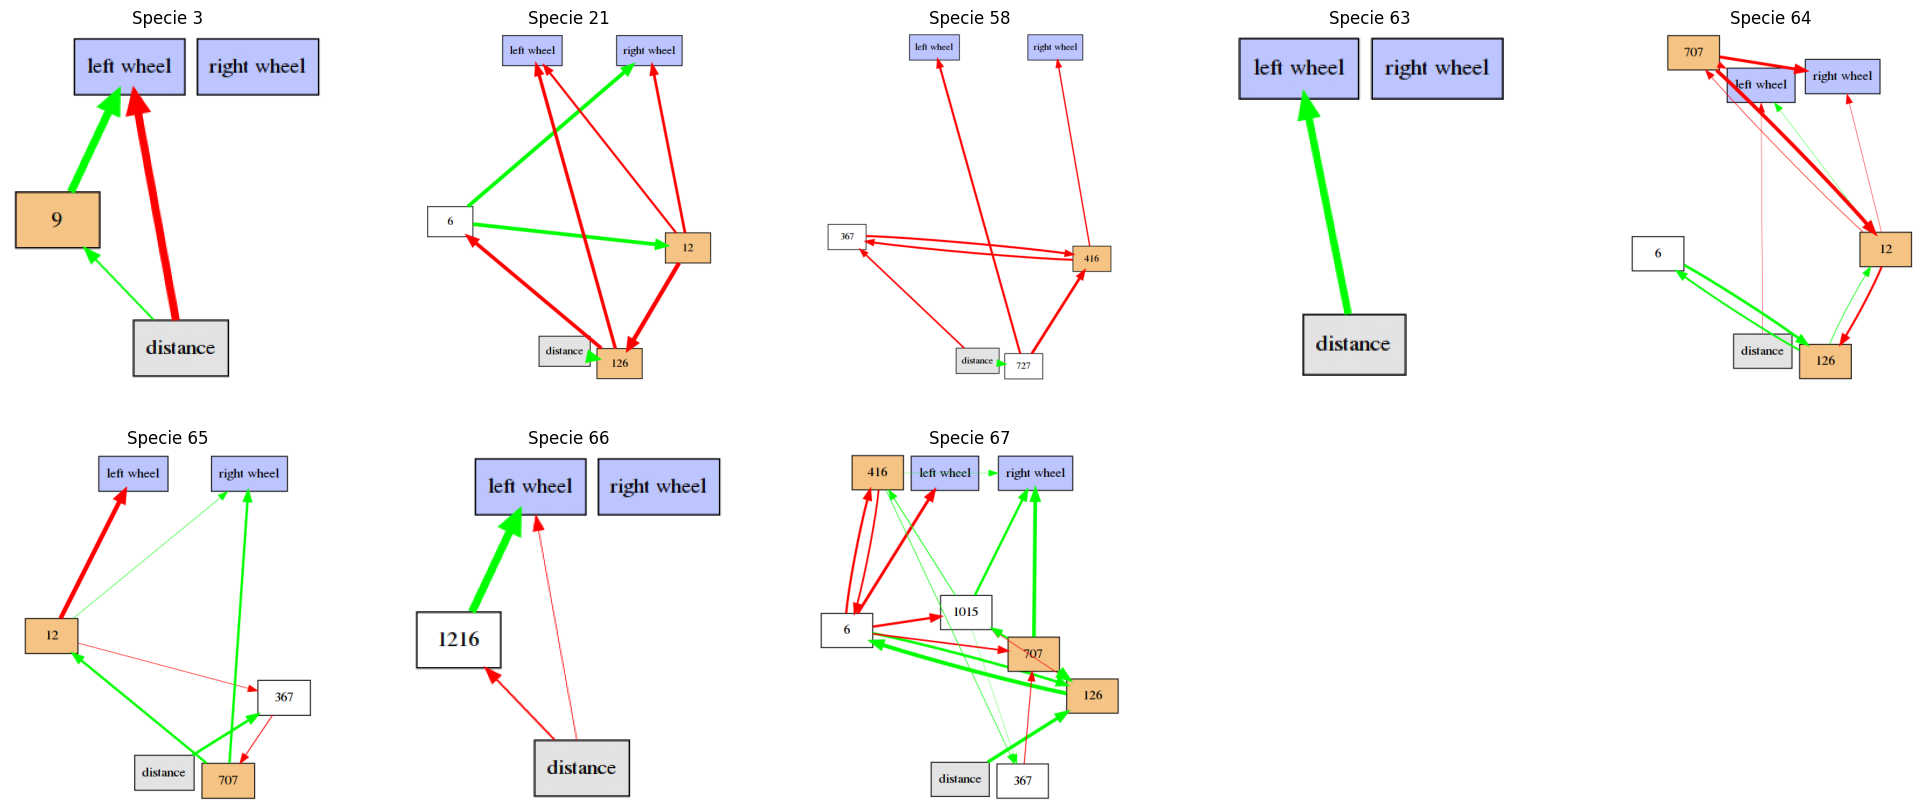 Specie 3
left wheel
right wheel
9
distance
Specie 21
left wheel
right wheel
6
12
distance
126
Specie 58
left wheel
right wheel
367
416
distance
727
Specie 63
left wheel
right wheel
distance
Specie 64
707
left wheel
right wheel
6
12
distance
126
Specie 65
left wheel
right wheel
12
367
distance
707
Specie 66
left wheel
right wheel
1216
distance
Specie 67
416
left wheel
right wheel
1015
6
707
126
distance
367